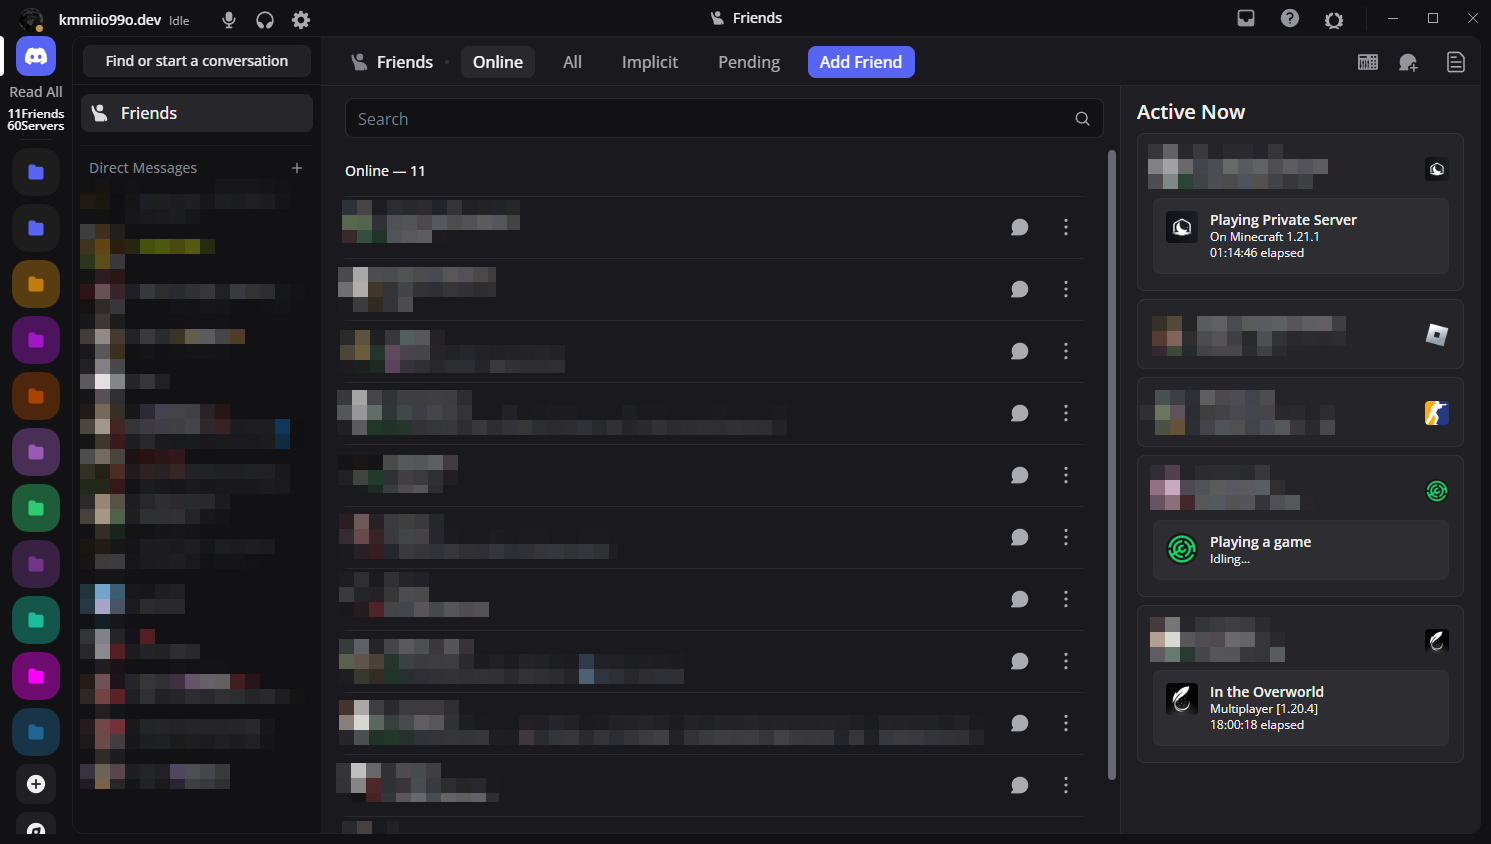 kmmiio99o.dev Idle
Friends
Read All
11Friends
60Servers
Find or start a conversation
Friends
Direct Messages
Friends
Online
All
Implicit
Pending
Add Friend
Search
Online — 11
Active Now
Playing Private Server
On Minecraft 1.21.1
01:14:46 elapsed
Playing a game
Idling...
In the Overworld
Multiplayer [1.20.4]
18:00:18 elapsed